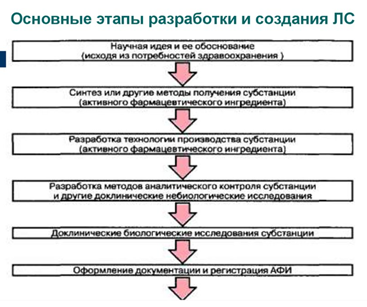 Основные этапы разработки и создания ЛС
Научная идея и ее обоснование
(исходя из потребностей здравоохранения )
Синтез или другие методы получения субстанции
(активного фармацевтического ингредиента)
Разработка технологии производства субстанции
(активного фармацевтического ингредиента)
Разработка методов аналитического контроля субстанции
и другие доклинические небиологические исследования
Доклинические биологические исследования субстанции
Оформление документации и регистрация АФИ